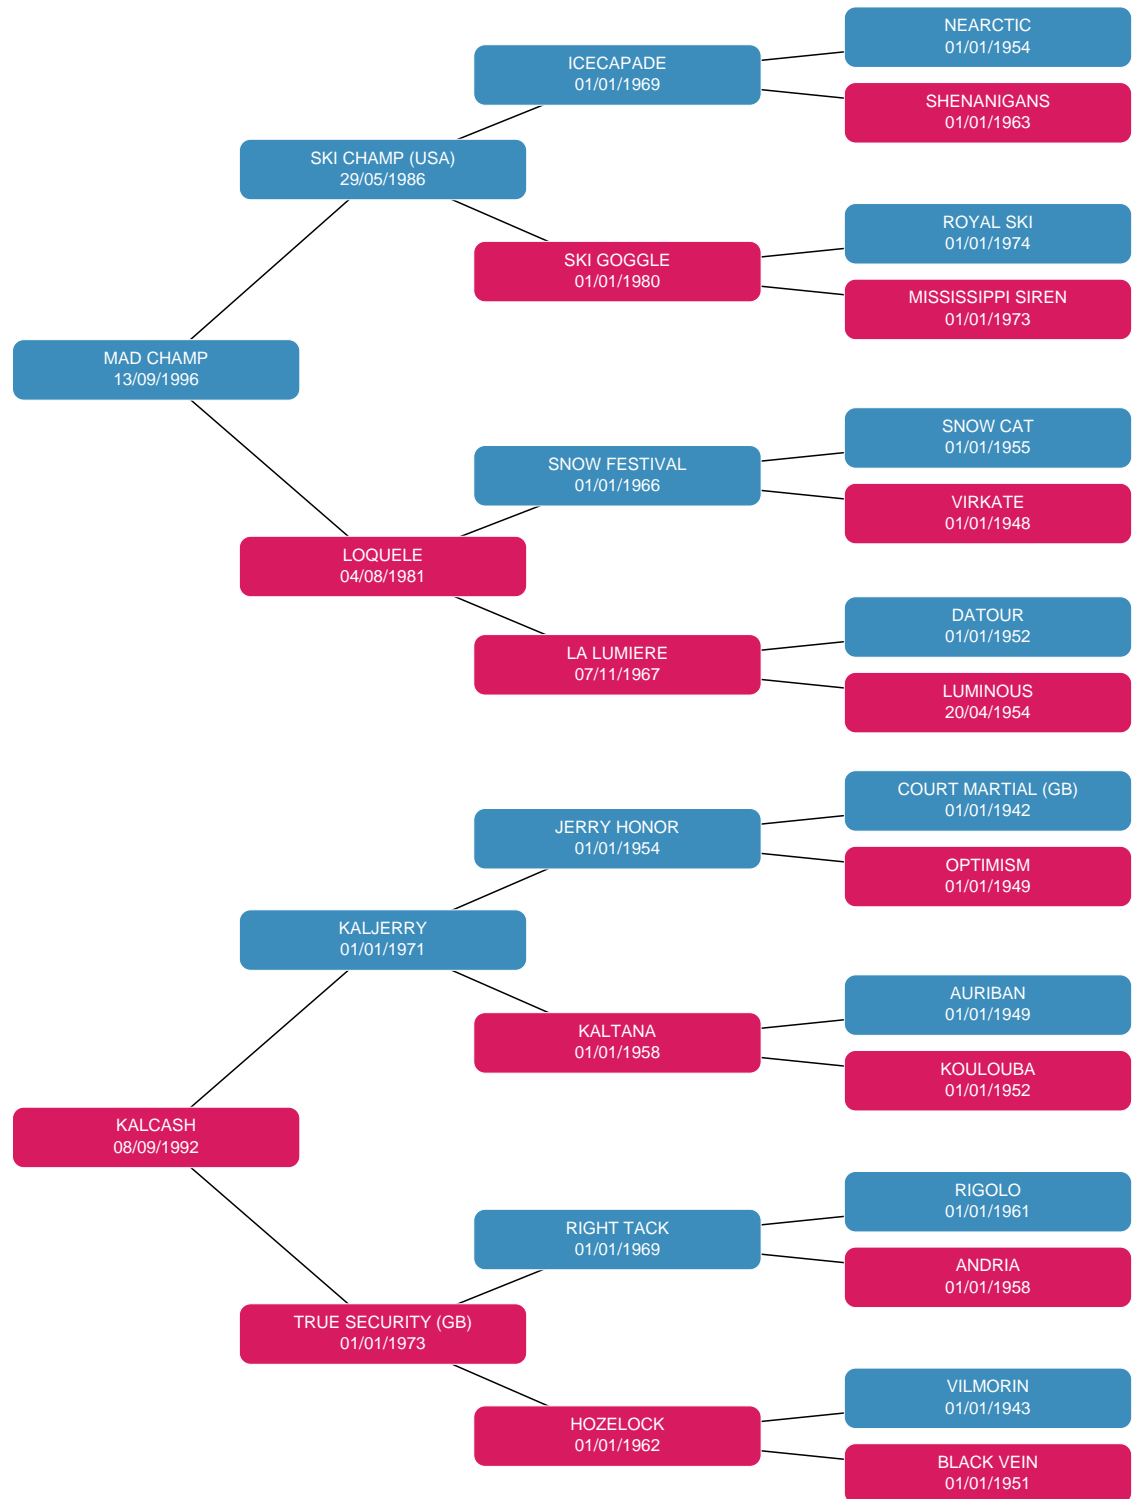 NEARCTIC
01/01/1954
ICECAPADE
01/01/1969
SHENANIGANS
01/01/1963
SKI CHAMP (USA)
29/05/1986
ROYAL SKI
01/01/1974
SKI GOGGLE
01/01/1980
MISSISSIPPI SIREN
01/01/1973
MAD CHAMP
13/09/1996
SNOW CAT
01/01/1955
SNOW FESTIVAL
01/01/1966
VIRKATE
01/01/1948
LOQUELE
04/08/1981
DATOUR
01/01/1952
LA LUMIERE
07/11/1967
LUMINOUS
20/04/1954
COURT MARTIAL (GB)
01/01/1942
JERRY HONOR
01/01/1954
OPTIMISM
01/01/1949
KALJERRY
01/01/1971
AURIBAN
01/01/1949
KALTANA
01/01/1958
KOULOUBA
01/01/1952
KALCASH
08/09/1992
RIGOLO
01/01/1961
RIGHT TACK
01/01/1969
ANDRIA
01/01/1958
TRUE SECURITY (GB)
01/01/1973
VILMORIN
01/01/1943
HOZELOCK
01/01/1962
BLACK VEIN
01/01/1951